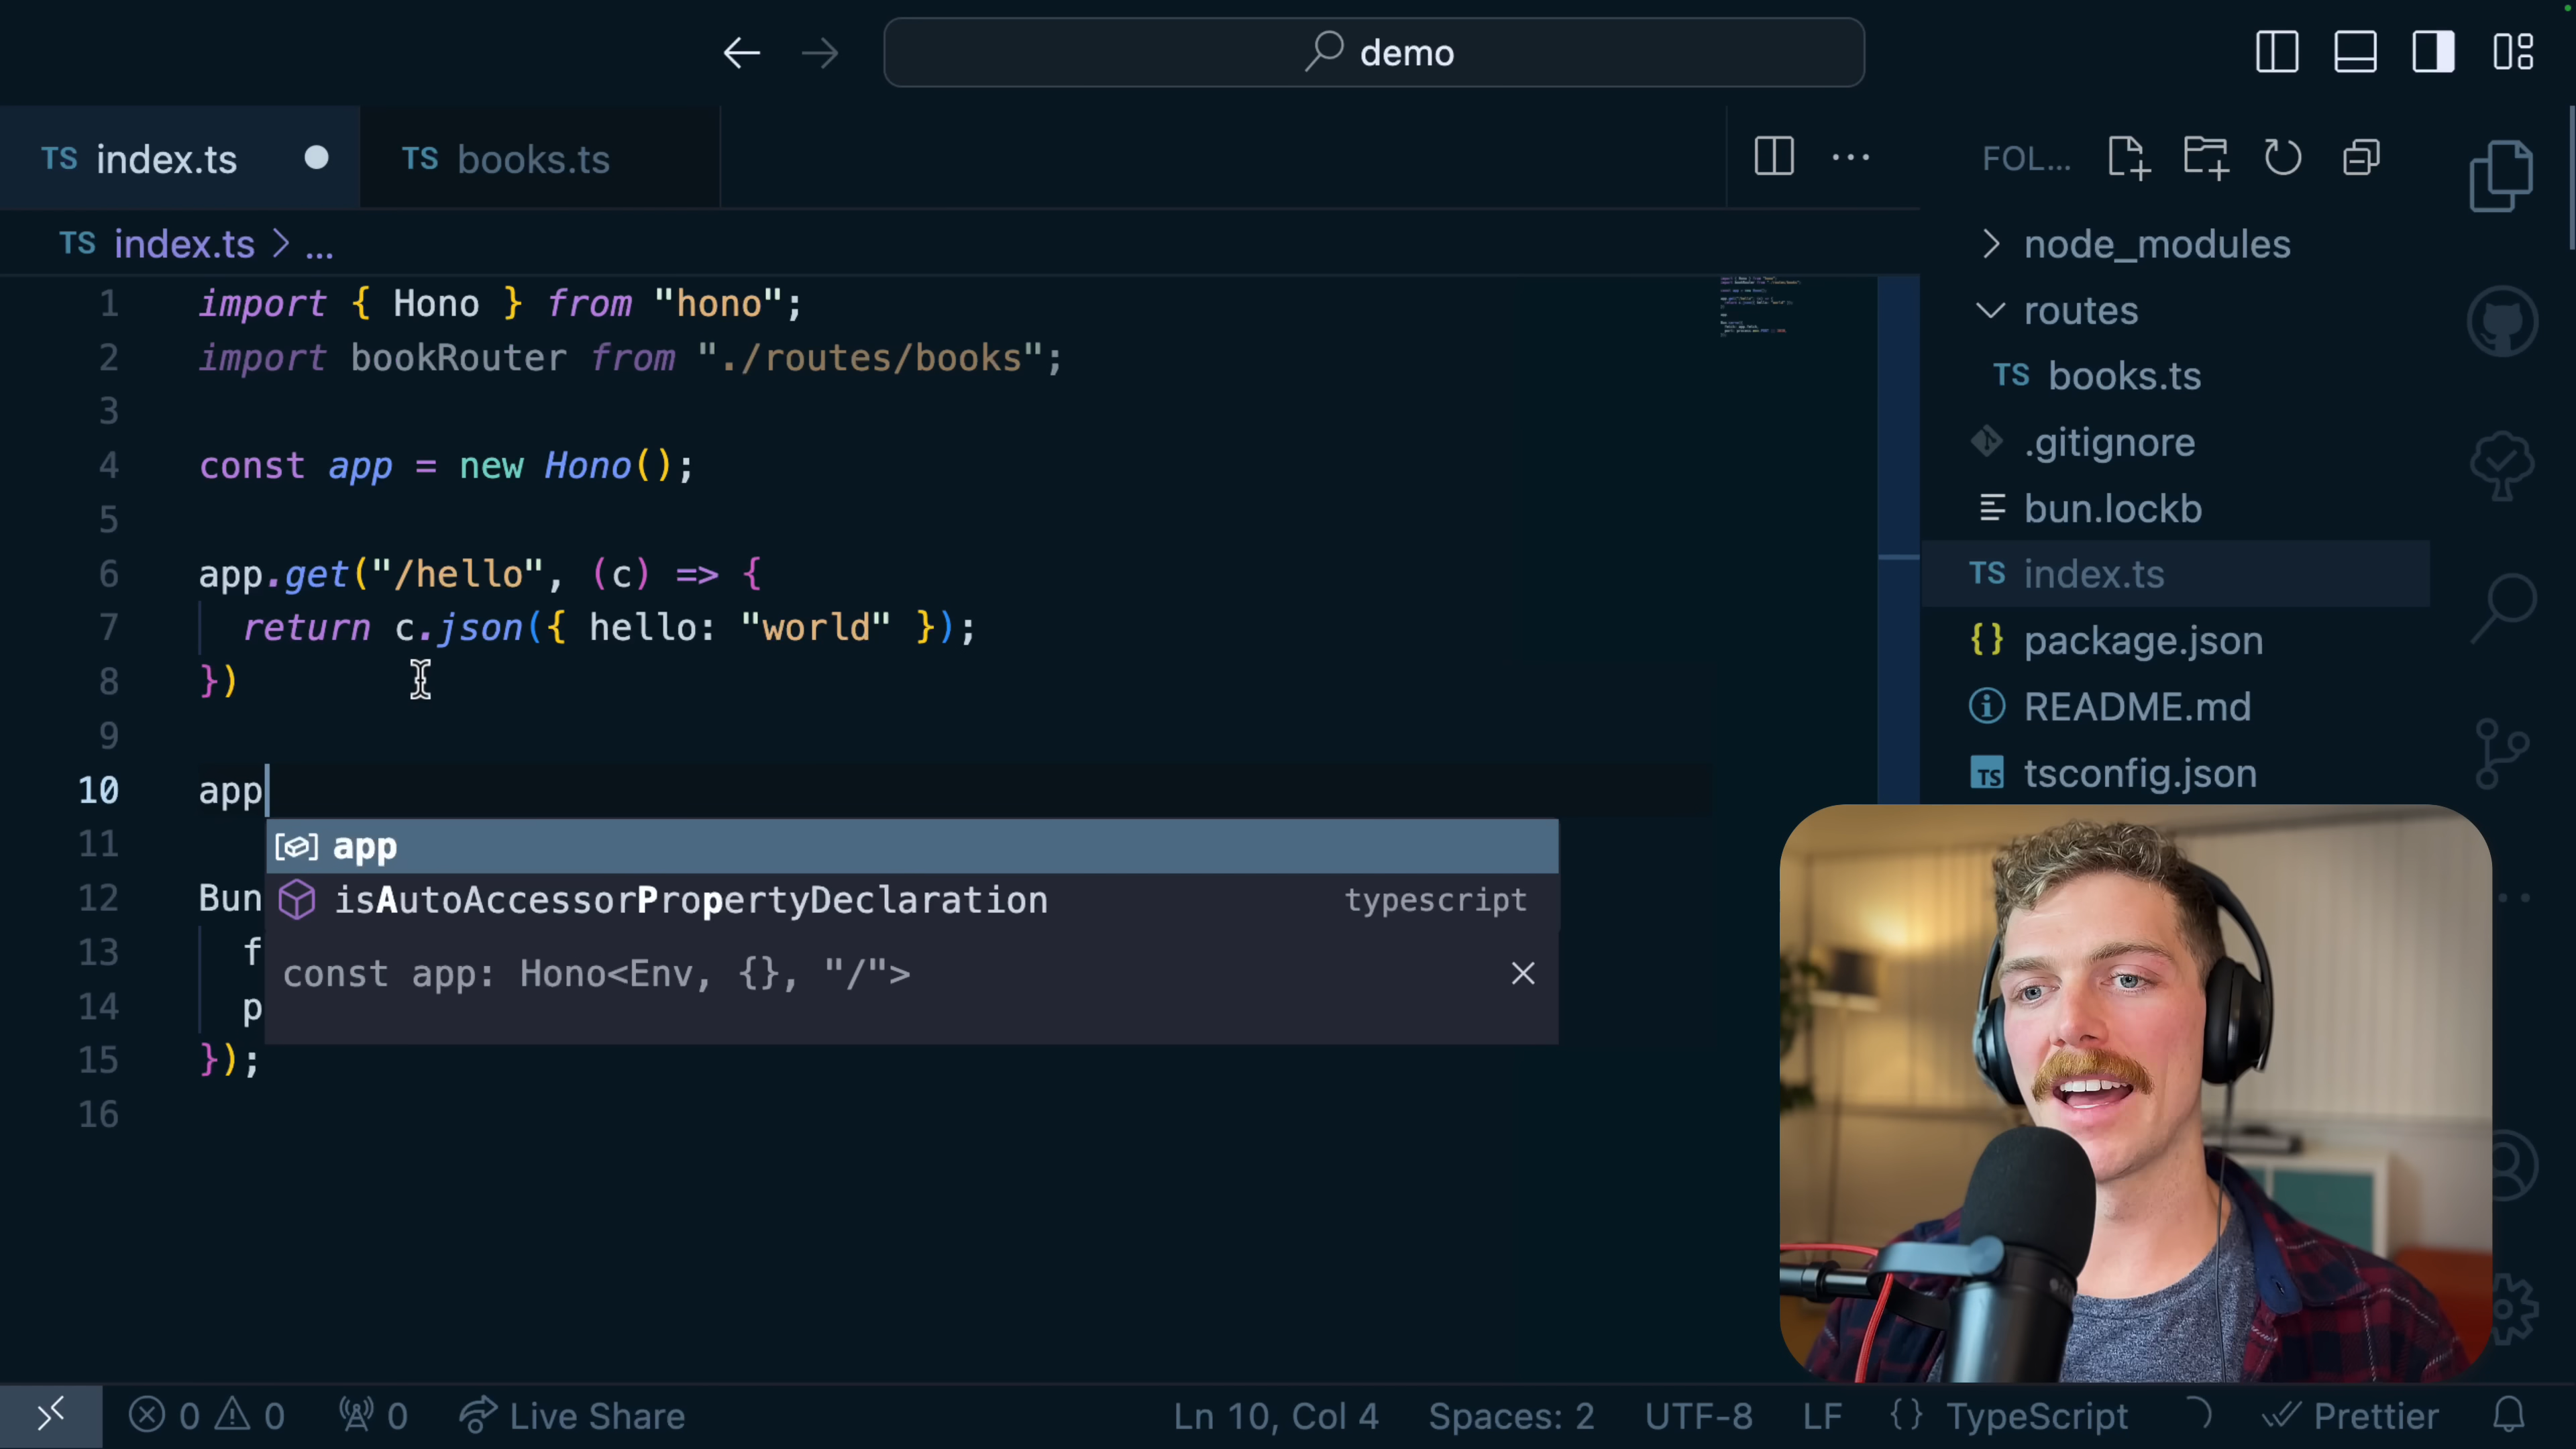 demo
TS index.ts
TS books.ts
FOL...
TS index.ts > ...
1 import { Hono } from "hono";
2 import bookRouter from "./routes/books";
3
4 const app = new Hono();
5
6 app.get("/hello", (c) => {
7 return c.json({ hello: "world" });
8 })
9
10 app
11
12 Bun
13 f
14 p
15 });
16
app
isAutoAccessorPropertyDeclaration typescript
const app: Hono<Env, {}, "/">
node_modules
routes
TS books.ts
.gitignore
bun.lockb
TS index.ts
{} package.json
README.md
TS tsconfig.json
0 0 0 Live Share Ln 10, Col 4 Spaces: 2 UTF-8 LF {} TypeScript Prettier